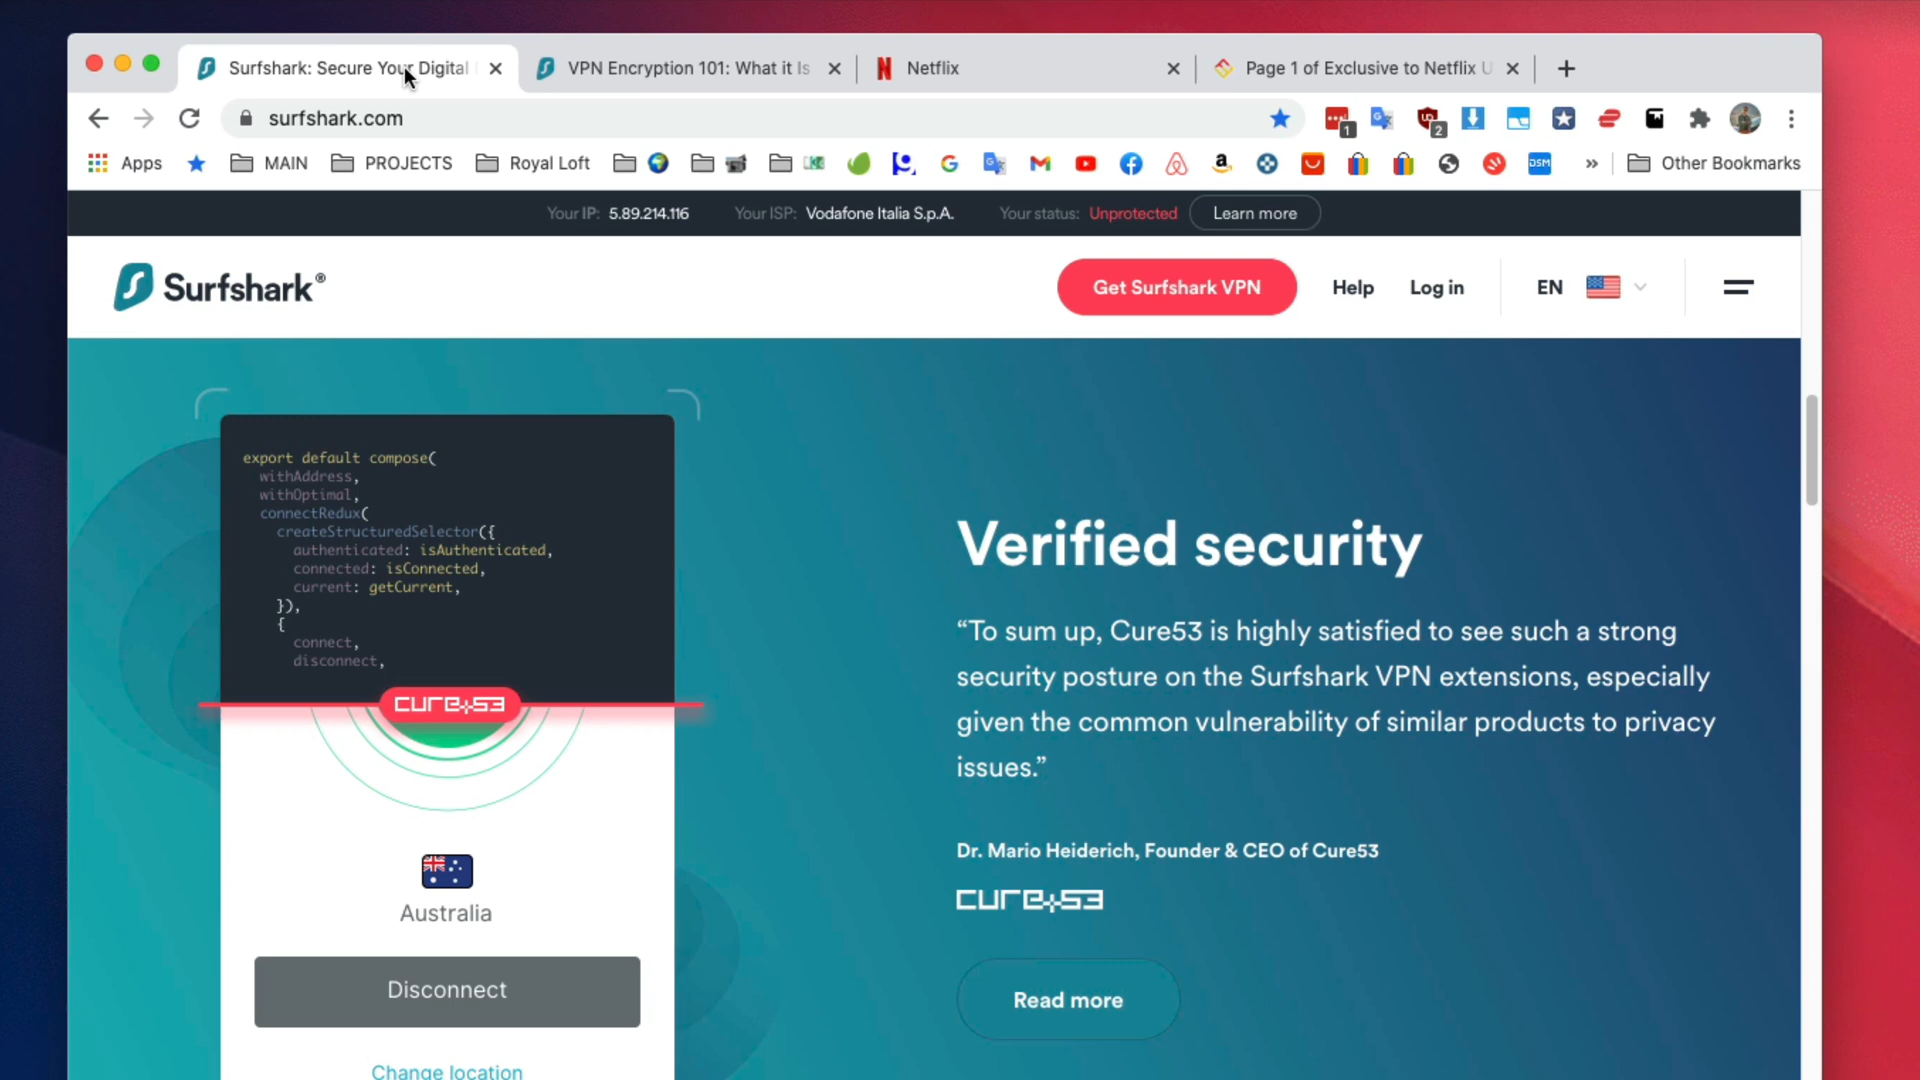 Surfshark: Secure Your Digital
VPN Encryption 101: What it Is
Netflix
Page 1 of Exclusive to Netflix U
surfshark.com
1
2
Apps
MAIN
PROJECTS
Royal Loft
DSM
Other Bookmarks
Your IP: 5.89.214.116 Your ISP: Vodafone Italia S.p.A. Your status: Unprotected Learn more
Surfshark®
Get Surfshark VPN
Help
Log in
EN
export default compose(
withAddress,
withOptimal,
connectRedux(
createStructuredSelector({
authenticated: isAuthenticated,
connected: isConnected,
current: getCurrent,
}),
{
connect,
disconnect,
CURE53
Australia
Disconnect
Change location
Verified security
“To sum up, Cure53 is highly satisfied to see such a strong
security posture on the Surfshark VPN extensions, especially
given the common vulnerability of similar products to privacy
issues.”
Dr. Mario Heiderich, Founder & CEO of Cure53
CURE53
Read more